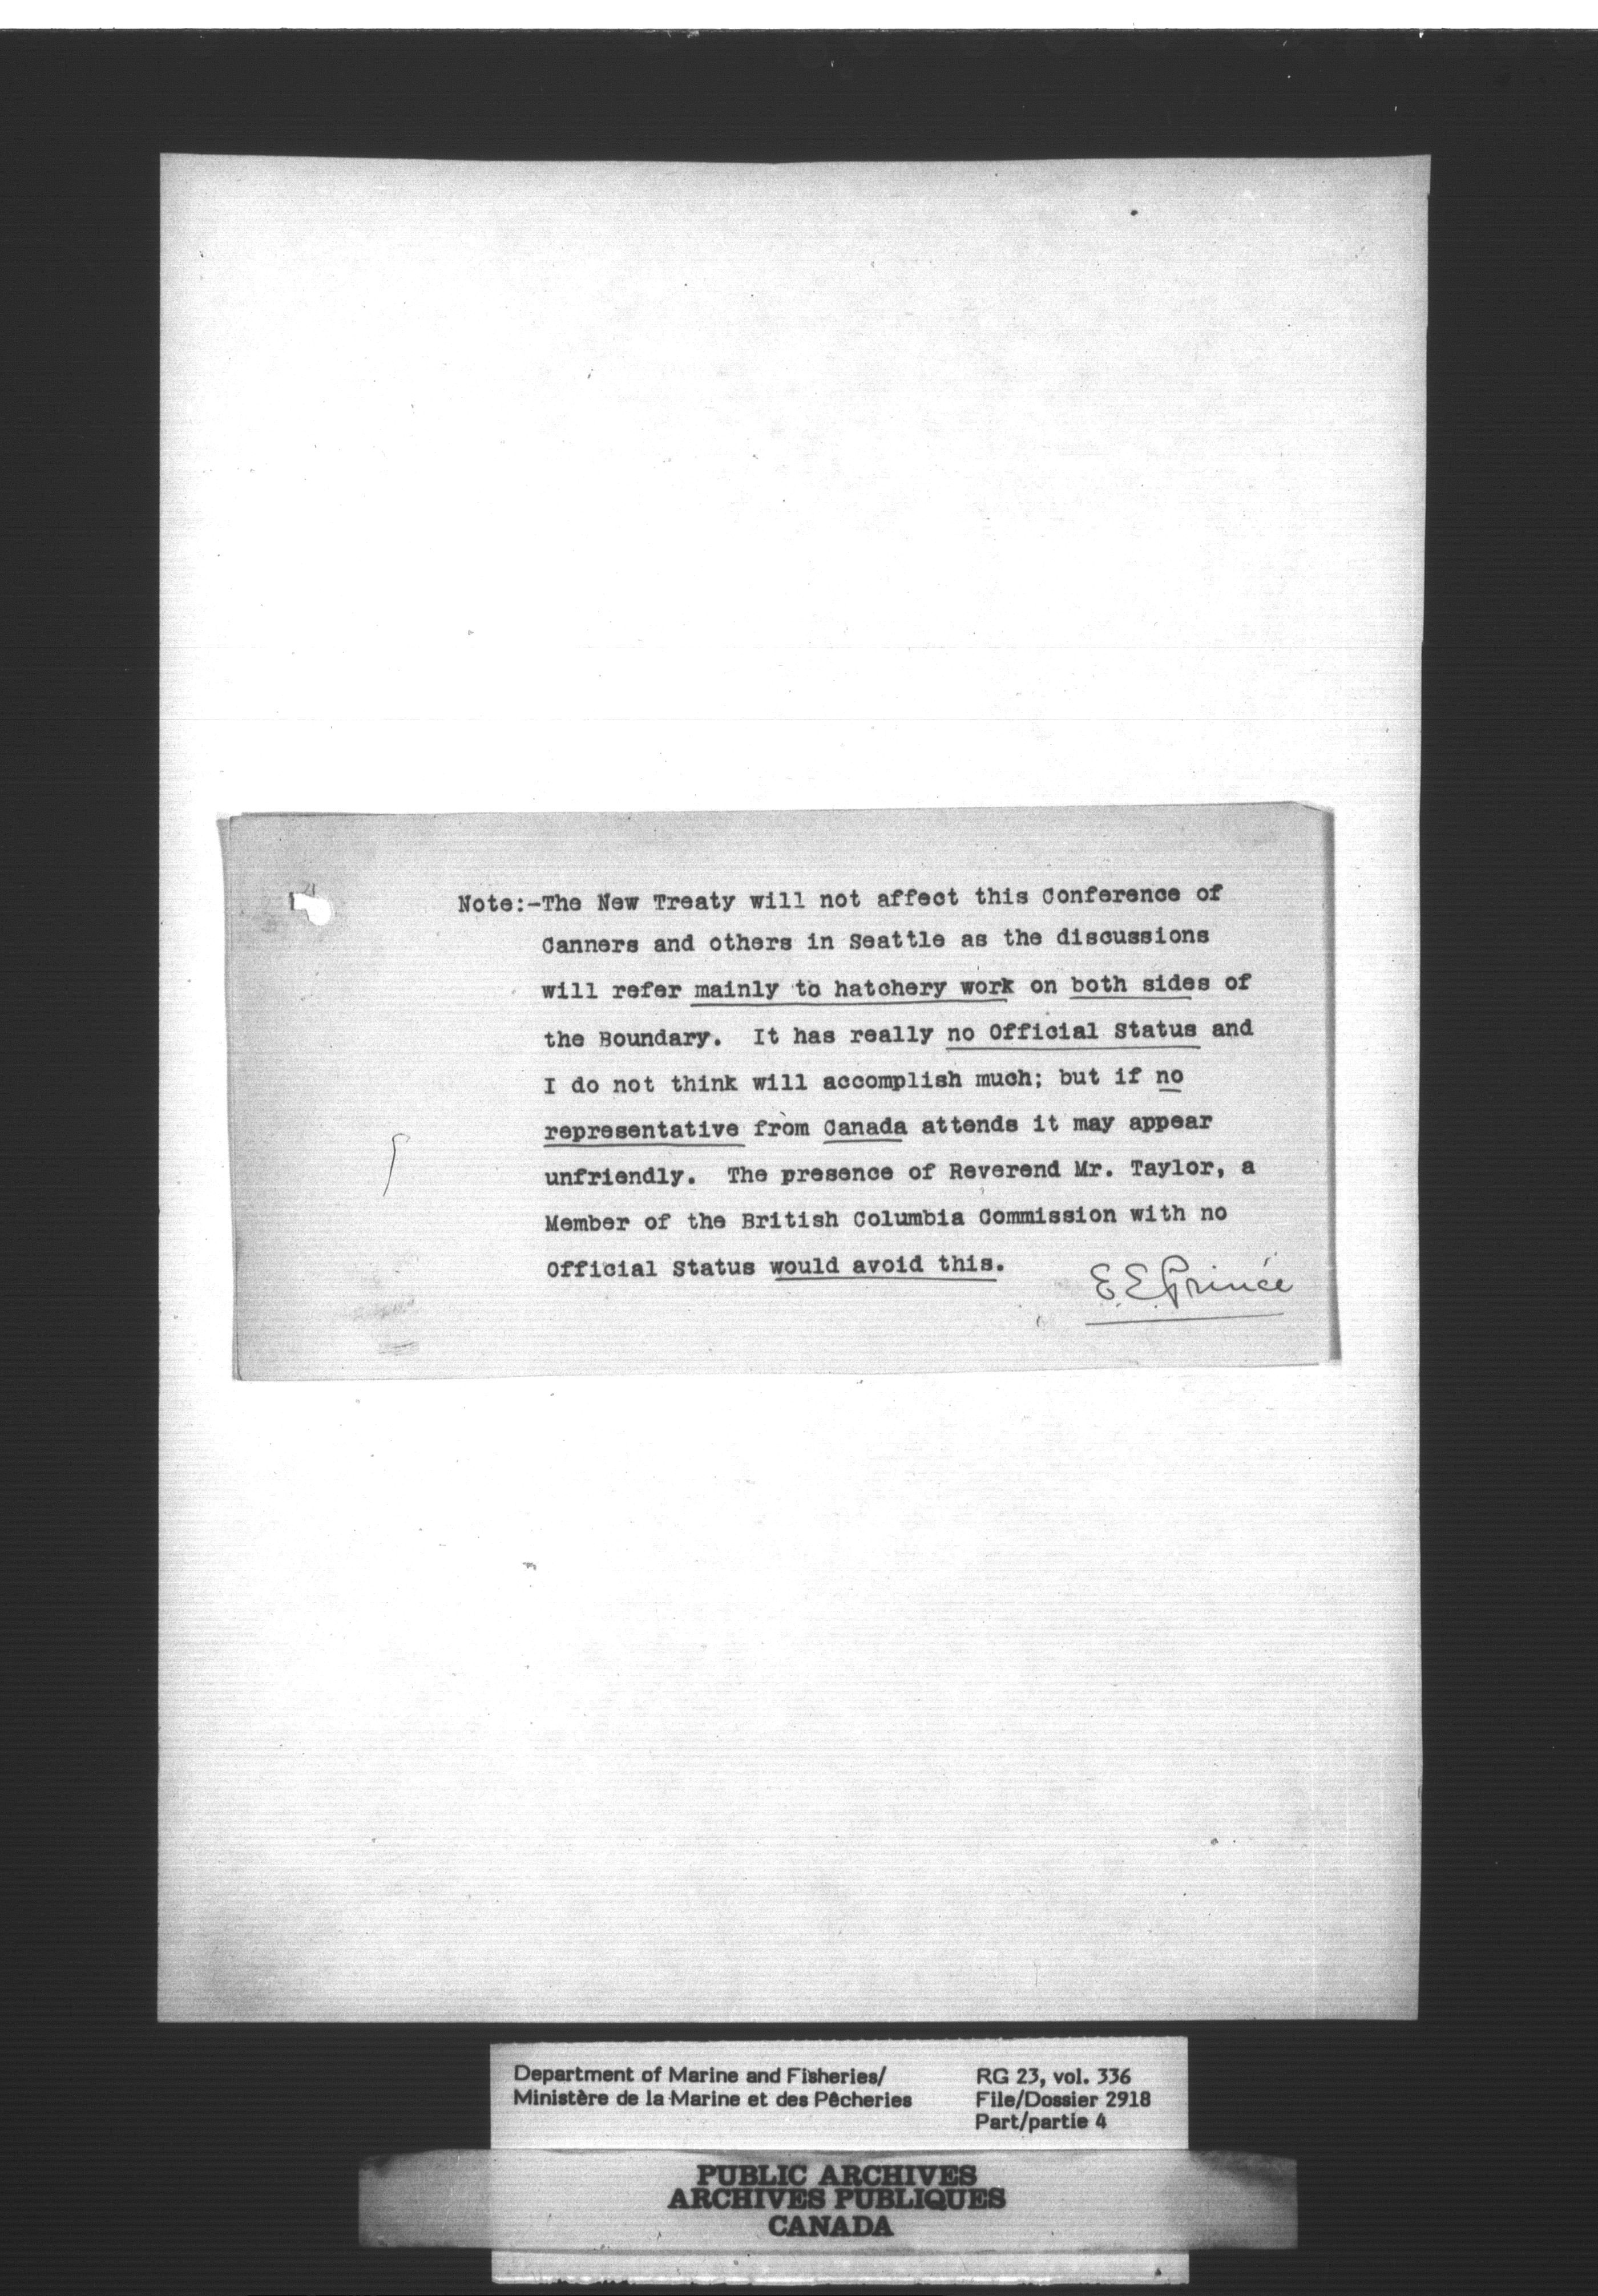 Note:-The New Treaty will not affect this Conference of
Canners and others in Seattle as the discussions
will refer mainly to hatchery work on both sides of
the Boundary. It has really no Official Status and
I do not think will accomplish much; but if no
representative from Canada attends it may appear
unfriendly. The presence of Reverend Mr. Taylor, a
Member of the British Columbia Commission with no
Official Status would avoid this.
E.E.Prince
Department of Marine and Fisheries/
Ministère de la Marine et des Pêcheries
RG 23, vol. 336
File/Dossier 2918
Part/partie 4
PUBLIC ARCHIVES
ARCHIVES PUBLIQUES
CANADA